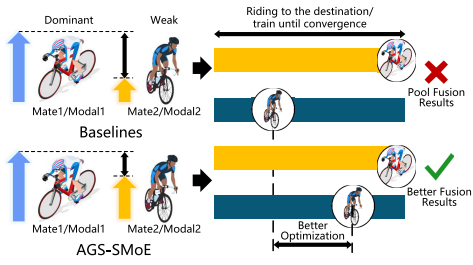 Dominant
Weak
Riding to the destination/
train until convergence
Mate1/Modal1
Mate2/Modal2
Baselines
Pool Fusion
Results
Mate1/Modal1
Mate2/Modal2
AGS-SMoE
Better Fusion
Results
Better
Optimization